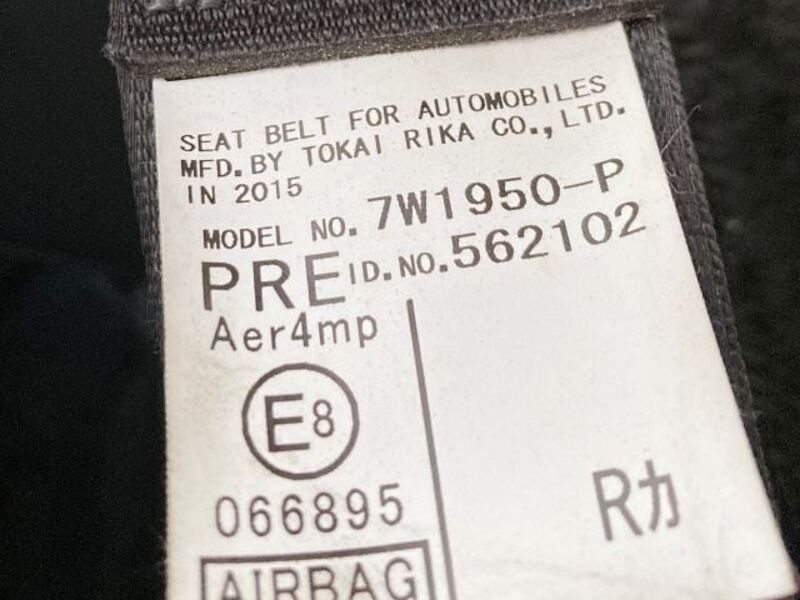 SEAT BELT FOR AUTOMOBILES
MFD. BY TOKAI RIKA CO., LTD.
IN 2015
MODEL NO. 7W1950-P
PRE ID. NO. 562102
Aer4mp
E8
066895
Rカ
AIRBAG